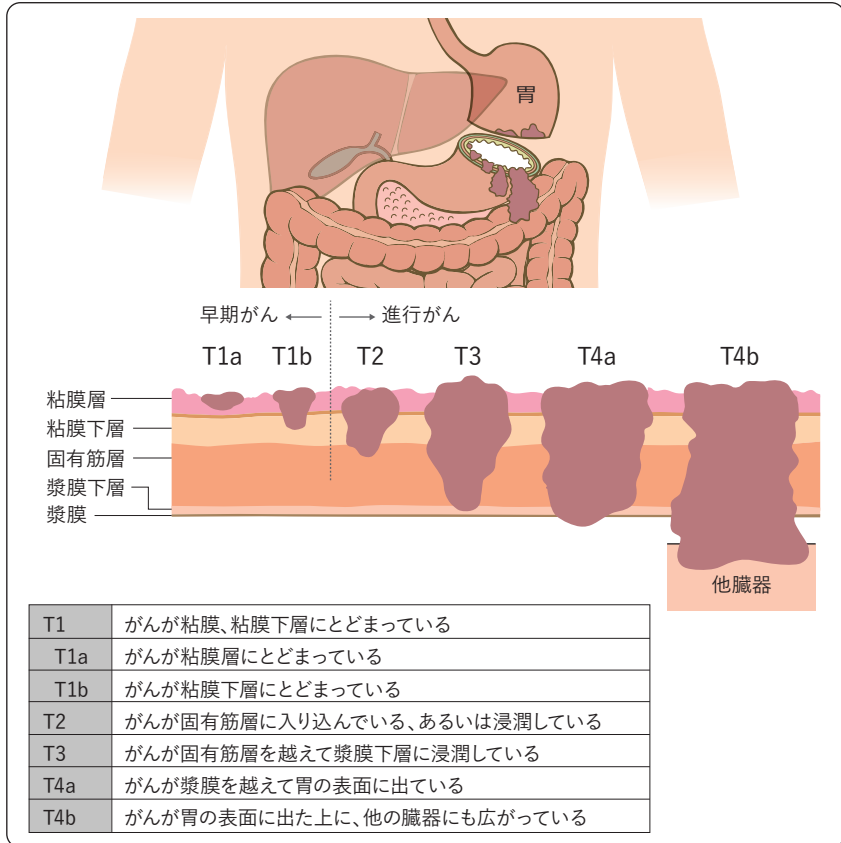 胃
早期がん ← → 進行がん
T1a T1b T2 T3 T4a T4b
粘膜層
粘膜下層
固有筋層
漿膜下層
漿膜
他臓器
T1 がんが粘膜、粘膜下層にとどまっている
T1a がんが粘膜層にとどまっている
T1b がんが粘膜下層にとどまっている
T2 がんが固有筋層に入り込んでいる、あるいは浸潤している
T3 がんが固有筋層を越えて漿膜下層に浸潤している
T4a がんが漿膜を越えて胃の表面に出ている
T4b がんが胃の表面に出た上に、他の臓器にも広がっている